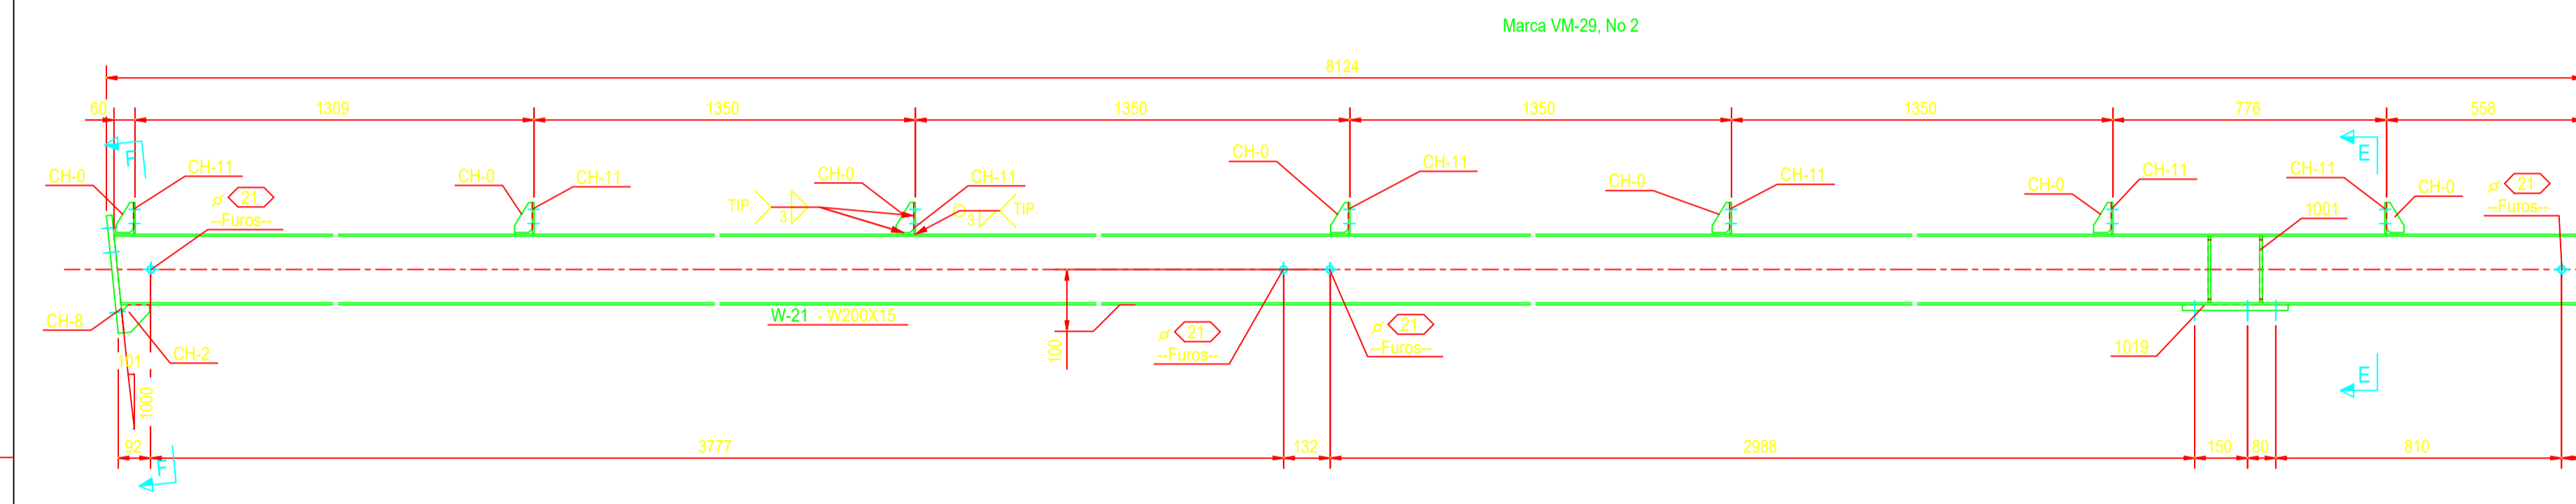 Marca VM-29, No 2
8124
60 1309 1350 1350 1350 1350 776 558
F
E
CH-0 CH-11
CH-0 CH-11
CH-0 CH-11
CH-0 CH-11
CH-0 CH-11
CH-0 CH-11
CH-11 CH-0
⌀ 21
--Furos--
TIP. 3
3 TIP.
1001
⌀ 21
--Furos--
CH-8
CH-2
W-21 - W200X15
100
⌀ 21
--Furos--
⌀ 21
--Furos--
1019
E
101
1000
92 3777 132 2988 150 80 810
F